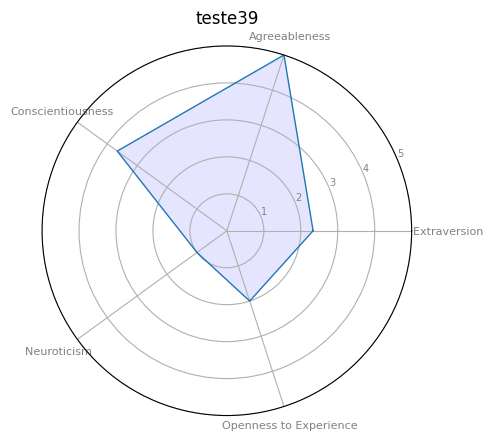 teste39
Agreeableness
Conscientiousness
5
4
3
2
1
Extraversion
Neuroticism
Openness to Experience